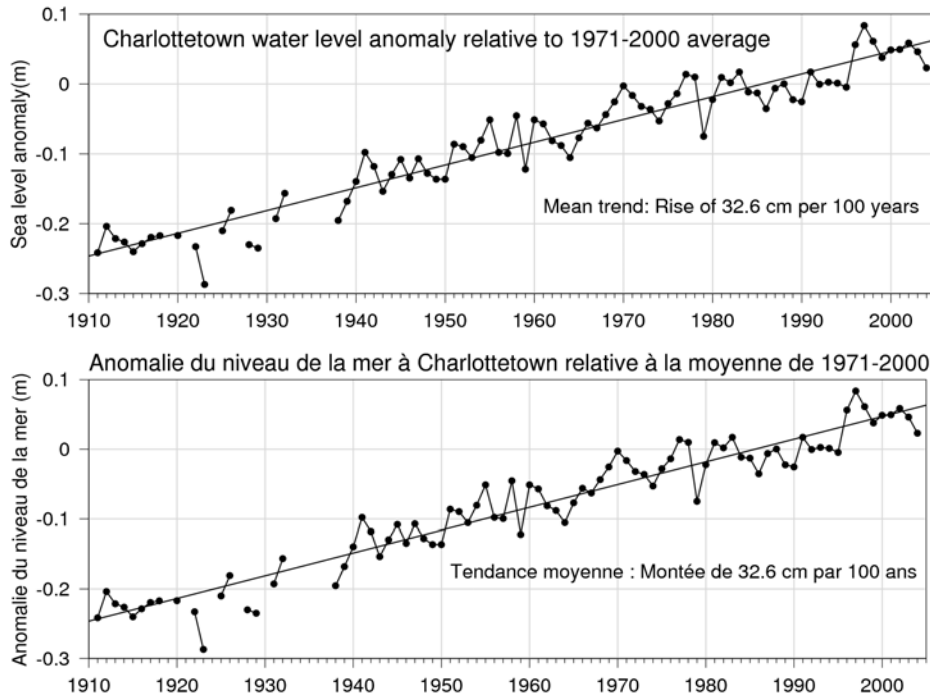 Charlottetown water level anomaly relative to 1971-2000 average
Sea level anomaly(m)
0.1
0
-0.1
-0.2
-0.3
Mean trend: Rise of 32.6 cm per 100 years
1910 1920 1930 1940 1950 1960 1970 1980 1990 2000
Anomalie du niveau de la mer à Charlottetown relative à la moyenne de 1971-2000
Anomalie du niveau de la mer (m)
0.1
0
-0.1
-0.2
-0.3
Tendance moyenne : Montée de 32.6 cm par 100 ans
1910 1920 1930 1940 1950 1960 1970 1980 1990 2000